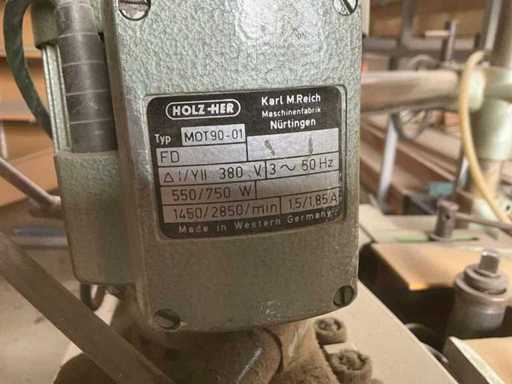 HOLZ-HER
Karl M. Reich
Maschinenfabrik
Nürtingen
Typ MOT90-01
FD
△I/YII 380 V 3~ 50 Hz
550/750 W
1450/2850/min 1.5/1.85 A
Made in Western Germany